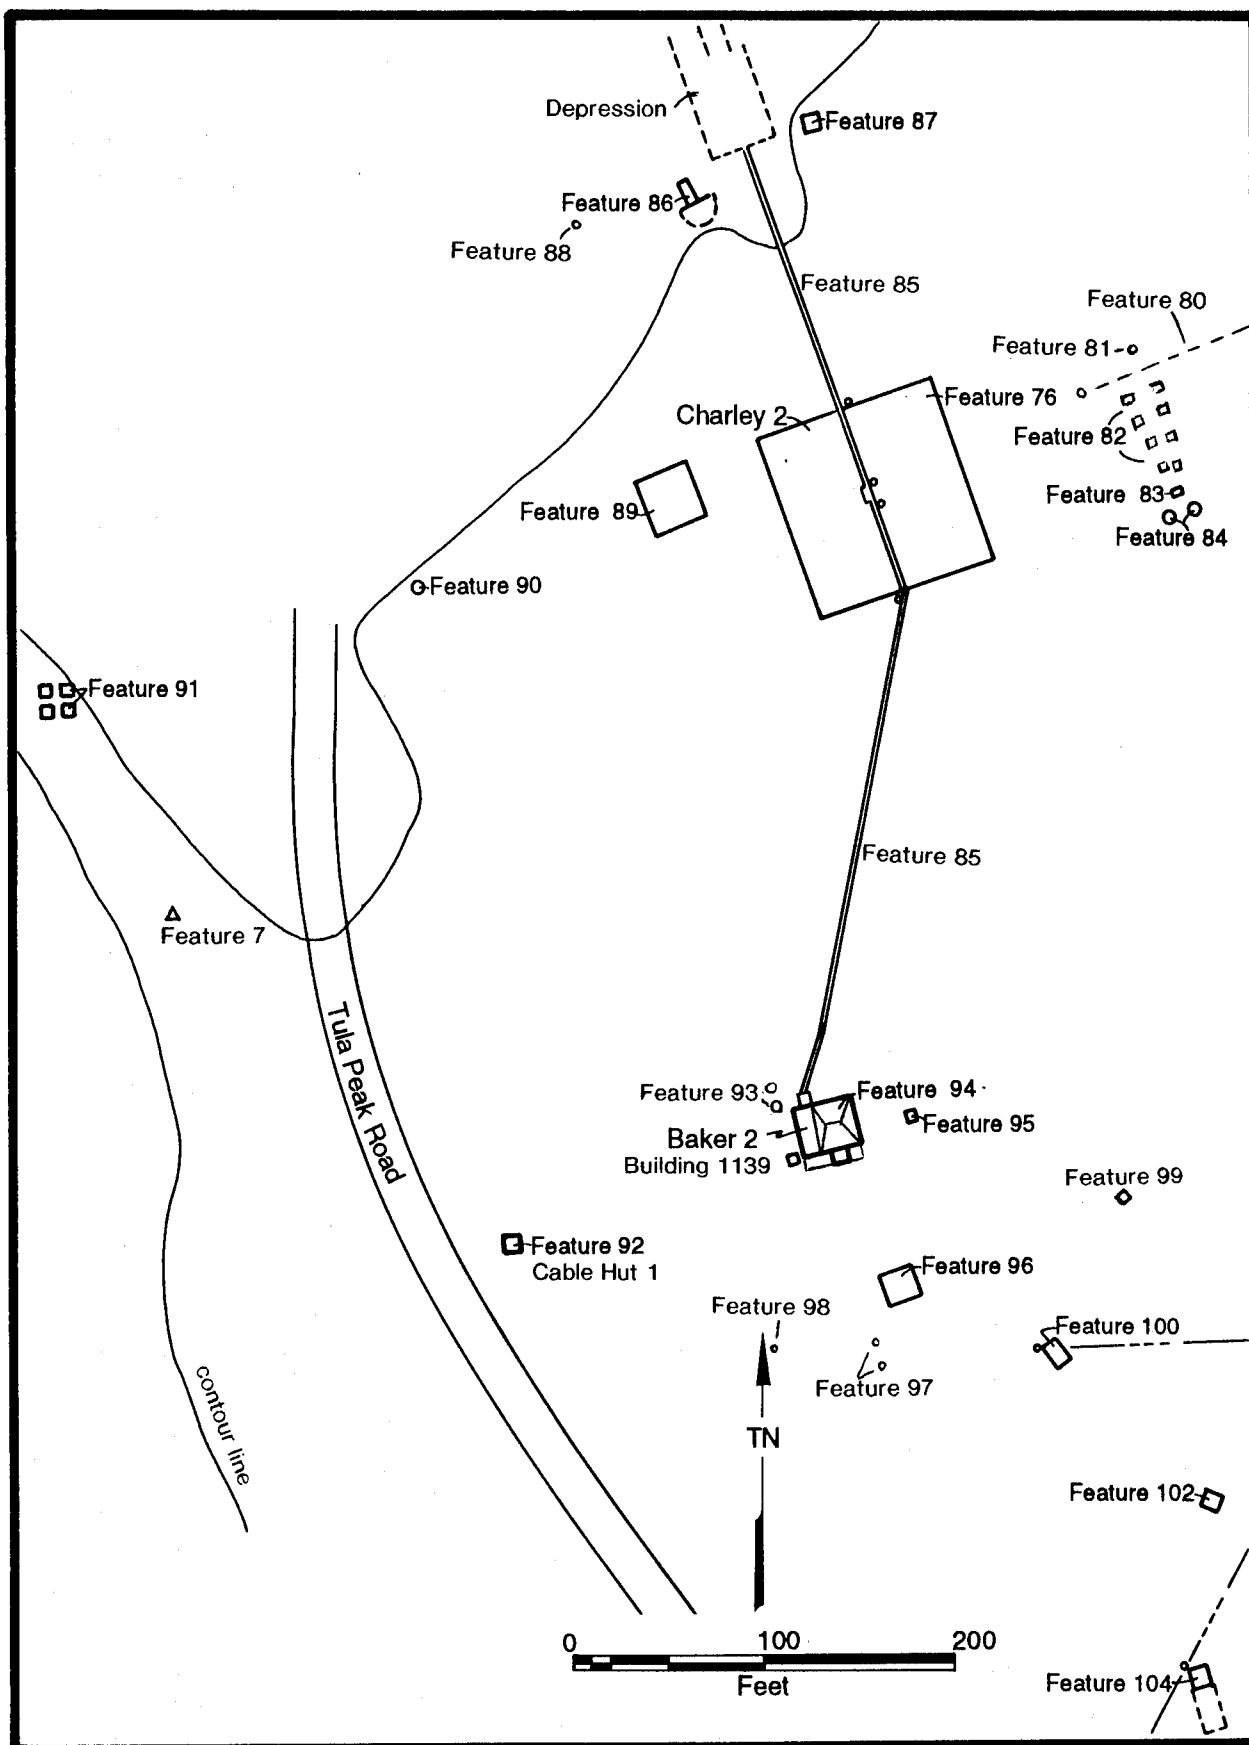 Depression
Feature 87
Feature 86
Feature 88
Feature 85
Feature 80
Feature 81
Feature 76
Charley 2
Feature 82
Feature 83
Feature 89
Feature 84
Feature 90
Feature 91
Feature 85
Feature 7
Tula Peak Road
Feature 93
Feature 94
Feature 95
Baker 2
Building 1139
Feature 99
Feature 92
Cable Hut 1
Feature 96
Feature 98
Feature 100
Feature 97
contour line
TN
Feature 102
0 100 200
Feet
Feature 104